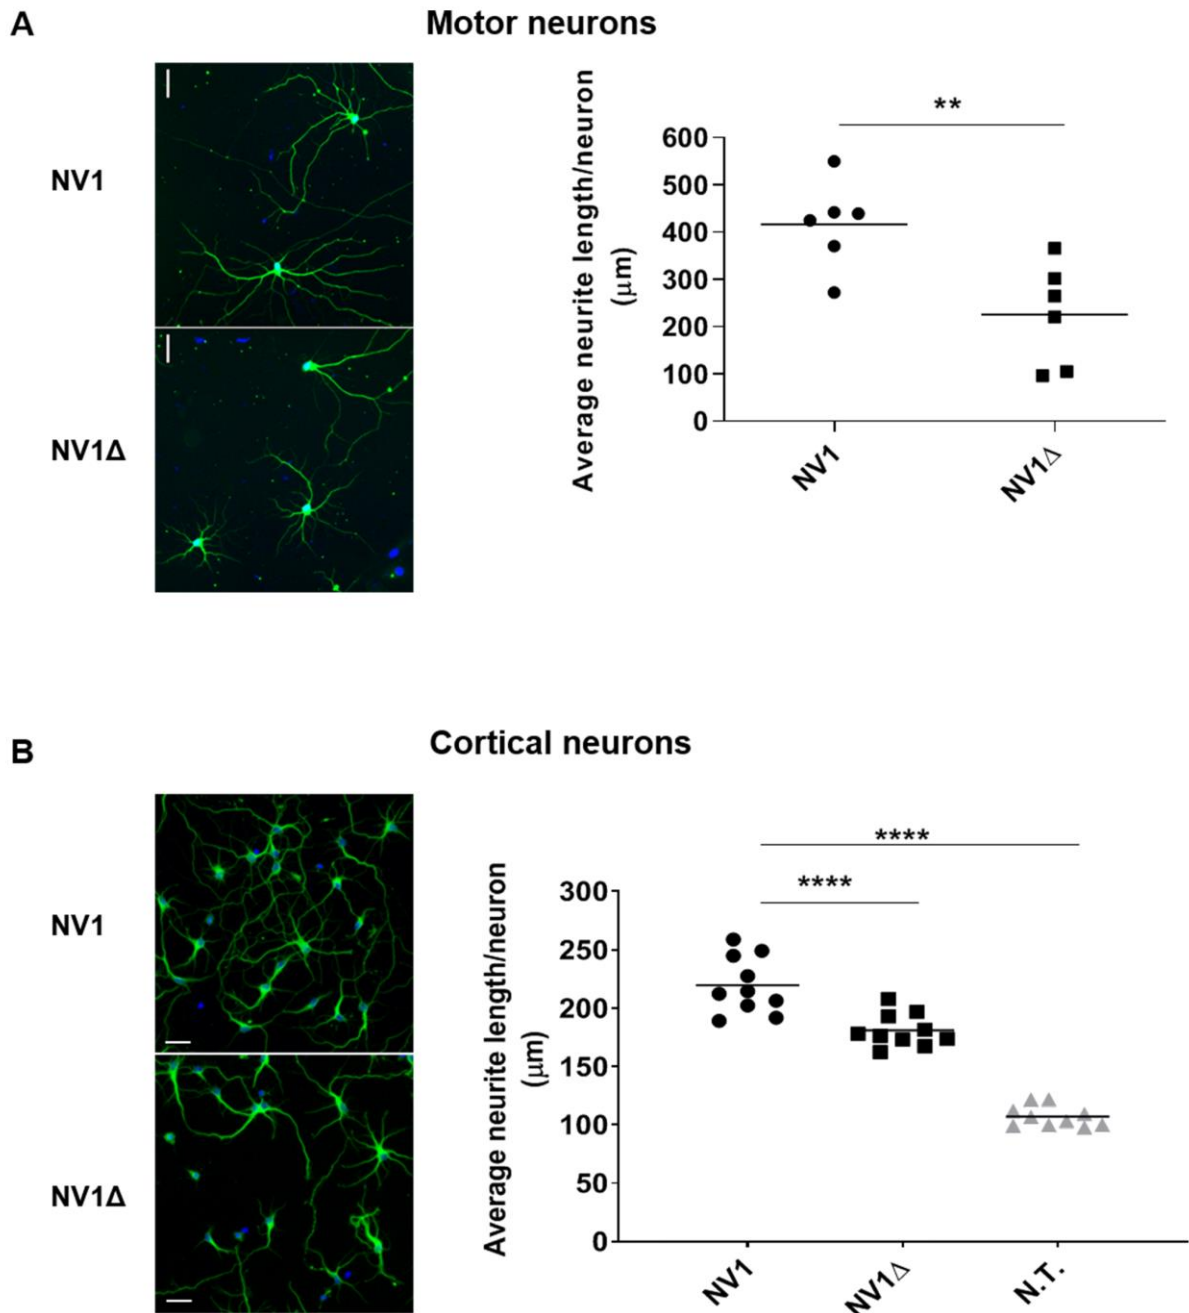 A
Motor neurons
NV1
NV1Δ
Average neurite length/neuron
(μm)
**
600
500
400
300
200
100
0
NV1
NV1Δ
B
Cortical neurons
NV1
NV1Δ
Average neurite length/neuron
(μm)
****
****
300
250
200
150
100
50
0
NV1
NV1Δ
N.T.